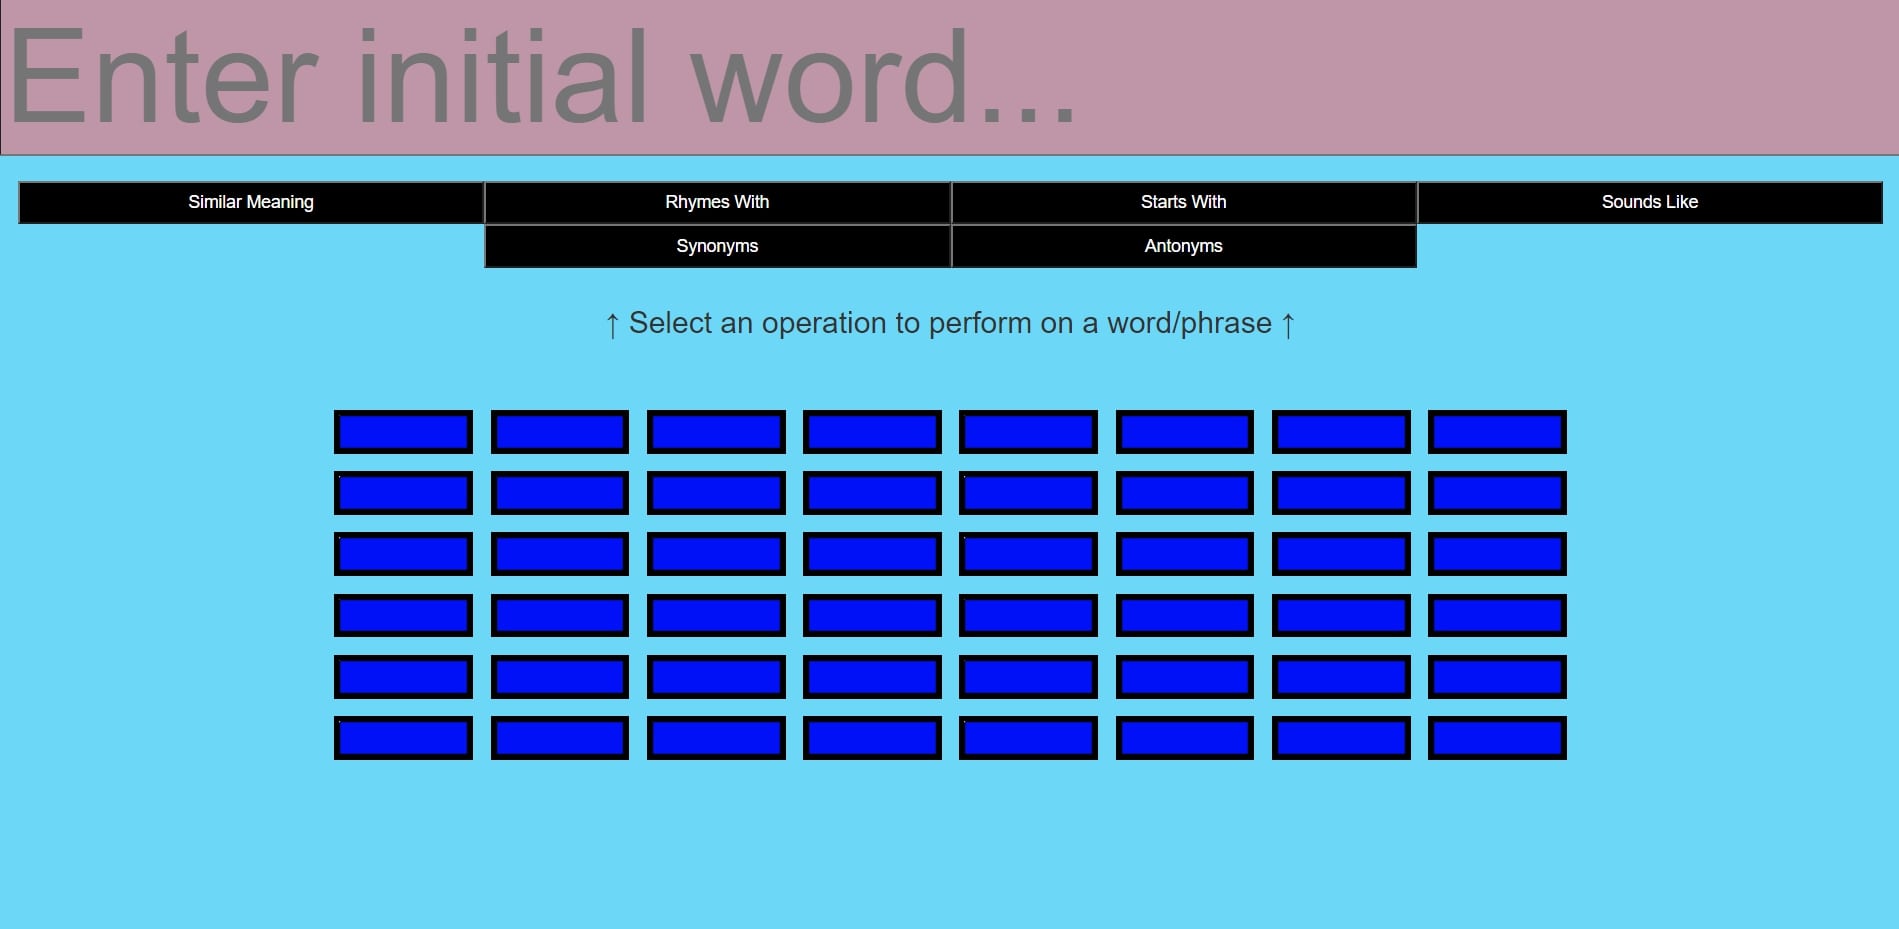 Enter initial word...
Similar Meaning Rhymes With Starts With Sounds Like
Synonyms Antonyms
↑ Select an operation to perform on a word/phrase ↑